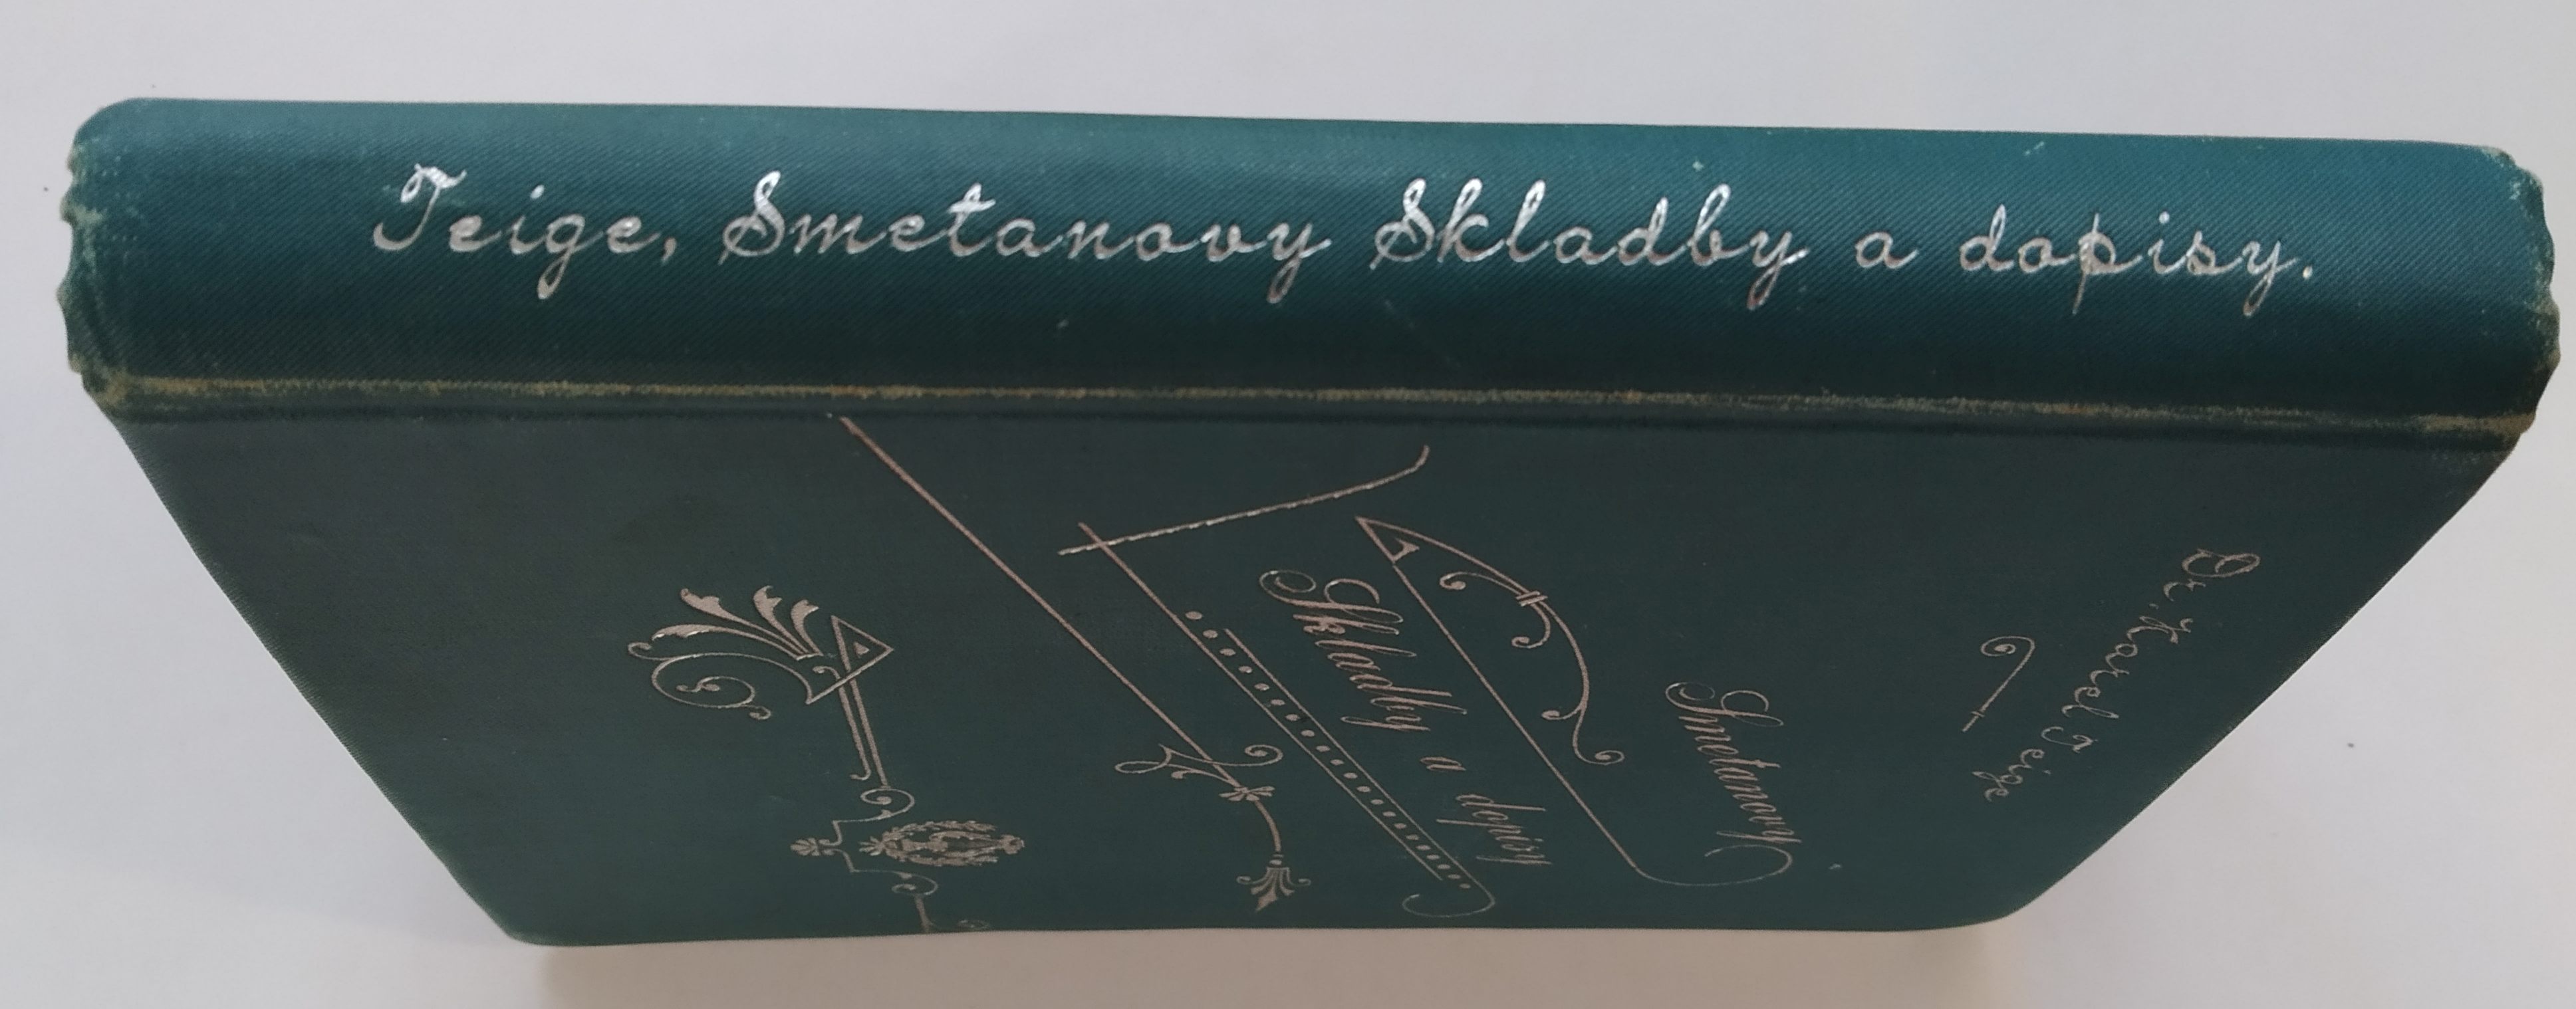 Teige, Smetanovy Skladby a dopisy.
Dr. Karel Teige
Smetanovy
Skladby a dopisy